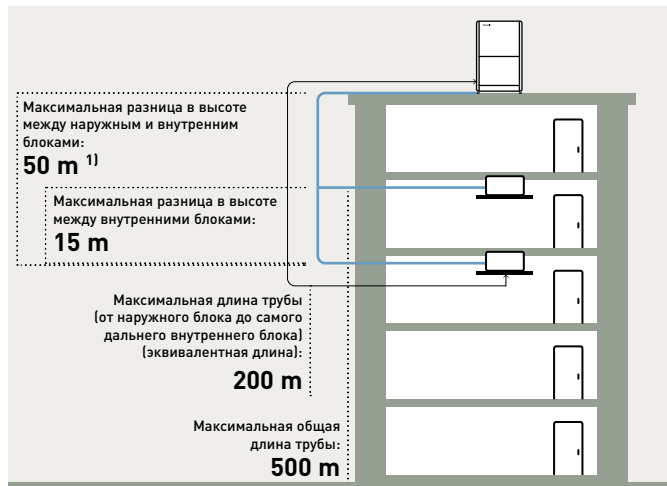 Максимальная разница в высоте
между наружным и внутренним
блоками:
50 m 1)
Максимальная разница в высоте
между внутренними блоками:
15 m
Максимальная длина трубы
(от наружного блока до самого
дальнего внутреннего блока)
(эквивалентная длина):
200 m
Максимальная общая
длина трубы:
500 m